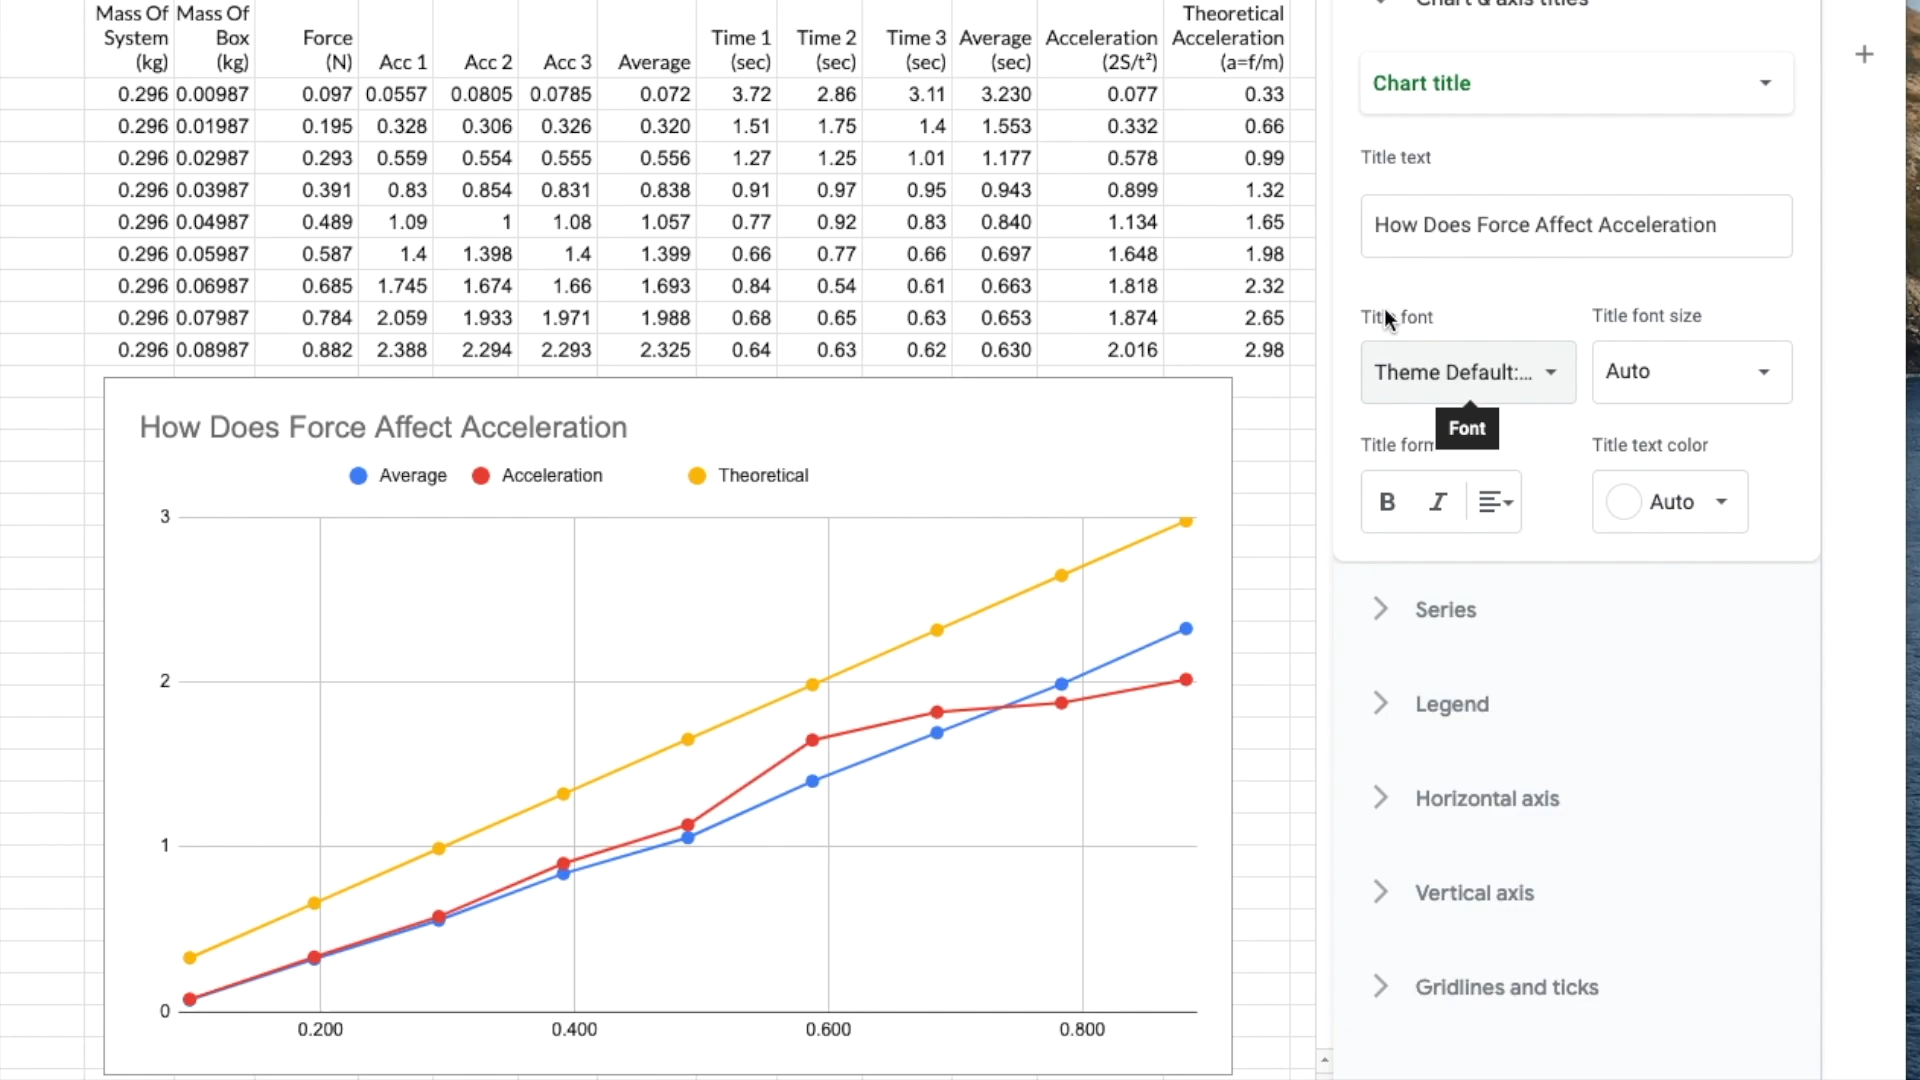 Mass Of Mass Of Theoretical
System Box Force Time 1 Time 2 Time 3 Average Acceleration Acceleration
(kg) (kg) (N) Acc 1 Acc 2 Acc 3 Average (sec) (sec) (sec) (sec) (2S/t²) (a=f/m)
0.296 0.00987 0.097 0.0557 0.0805 0.0785 0.072 3.72 2.86 3.11 3.230 0.077 0.33
0.296 0.01987 0.195 0.328 0.306 0.326 0.320 1.51 1.75 1.4 1.553 0.332 0.66
0.296 0.02987 0.293 0.559 0.554 0.555 0.556 1.27 1.25 1.01 1.177 0.578 0.99
0.296 0.03987 0.391 0.83 0.854 0.831 0.838 0.91 0.97 0.95 0.943 0.899 1.32
0.296 0.04987 0.489 1.09 1 1.08 1.057 0.77 0.92 0.83 0.840 1.134 1.65
0.296 0.05987 0.587 1.4 1.398 1.4 1.399 0.66 0.77 0.66 0.697 1.648 1.98
0.296 0.06987 0.685 1.745 1.674 1.66 1.693 0.84 0.54 0.61 0.663 1.818 2.32
0.296 0.07987 0.784 2.059 1.933 1.971 1.988 0.68 0.65 0.63 0.653 1.874 2.65
0.296 0.08987 0.882 2.388 2.294 2.293 2.325 0.64 0.63 0.62 0.630 2.016 2.98
How Does Force Affect Acceleration
Average Acceleration Theoretical
3
2
1
0
0.200 0.400 0.600 0.800
Chart & axis titles
Chart title
Title text
How Does Force Affect Acceleration
Title font Title font size
Theme Default:... Auto
Font
Title form Title text color
B I Auto
Series
Legend
Horizontal axis
Vertical axis
Gridlines and ticks